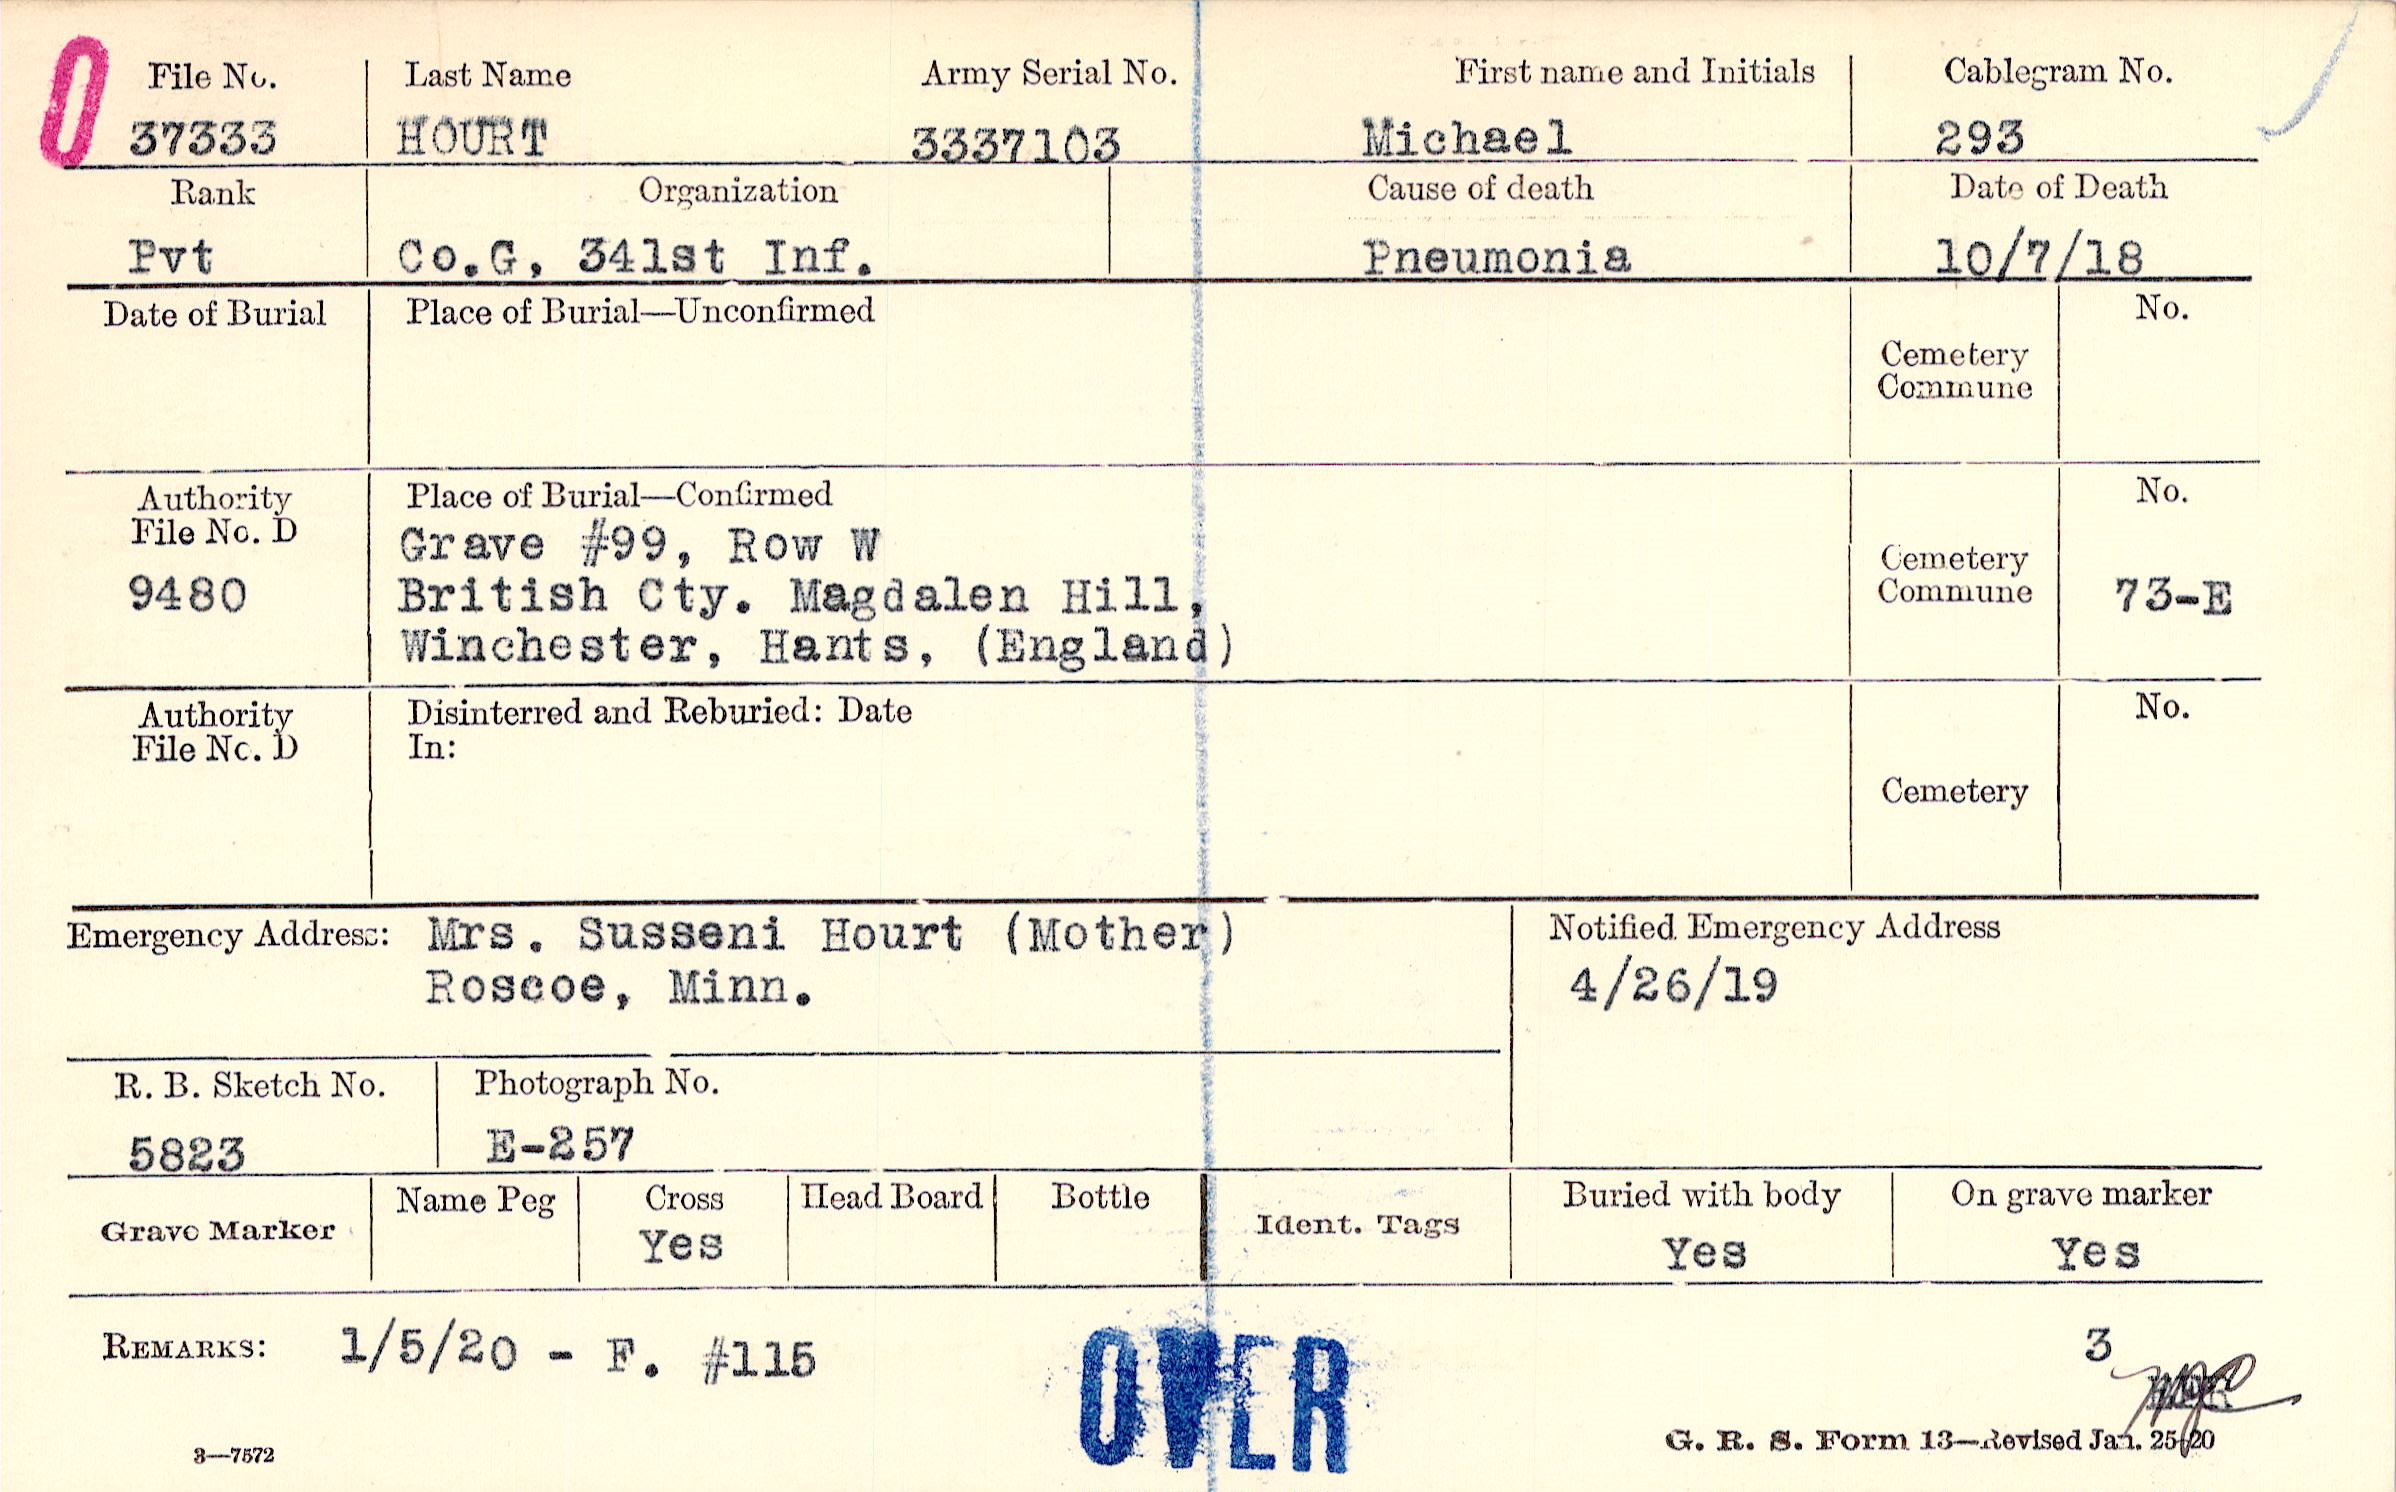 0
File No. Last Name Army Serial No. First name and Initials Cablegram No.
37333 HOURT 3337103 Michael 293
Rank Organization Cause of death Date of Death
Pvt Co.G, 341st Inf. Pneumonia 10/7/18
Date of Burial Place of Burial—Unconfirmed No.
Cemetery
Commune
Authority Place of Burial—Confirmed No.
File No. D Grave #99, Row W
9480 British Cty. Magdalen Hill, Cemetery
Commune 73-E
Winchester, Hants, (England)
Authority Disinterred and Reburied: Date No.
File No. D In:
Cemetery
Emergency Address: Mrs. Susseni Hourt (Mother) Notified Emergency Address
Roscoe, Minn. 4/26/19
R. B. Sketch No. Photograph No.
5823 E-257
Grave Marker Name Peg Cross Head Board Bottle Ident. Tags Buried with body On grave marker
Yes Yes Yes
REMARKS: 1/5/20 - F. #115 3
OVER
3—7572 G. R. S. Form 13—Revised Jan. 25-20